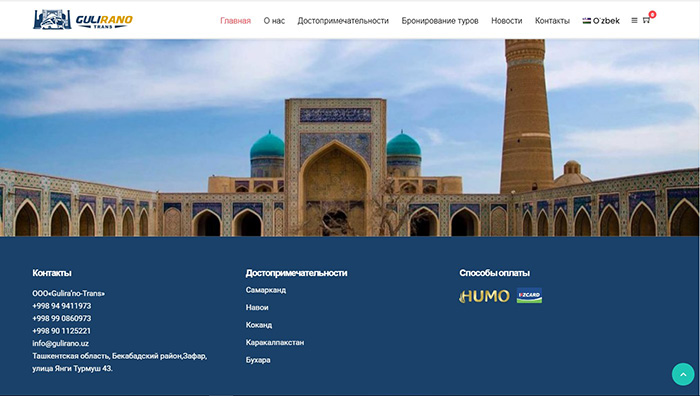 GULIRANO
TRANS
Главная О нас Достопримечательности Бронирование туров Новости Контакты O'zbek 0
Контакты
ООО«Gulira'no-Trans»
+998 94 9411973
+998 99 0860973
+998 90 1125221
info@gulirano.uz
Ташкентская область, Бекабадский район,Зафар,
улица Янги Турмуш 43.
Достопримечательности
Самарканд
Навои
Коканд
Каракалпакстан
Бухара
Способы оплаты
HUMO UZCARD